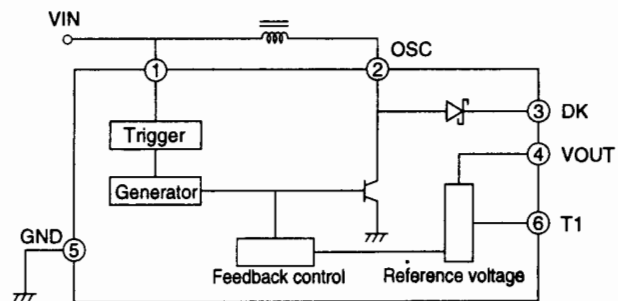 VIN
OSC
1
2
3 DK
Trigger
4 VOUT
Generator
6 T1
GND
5
Feedback control
Reference voltage